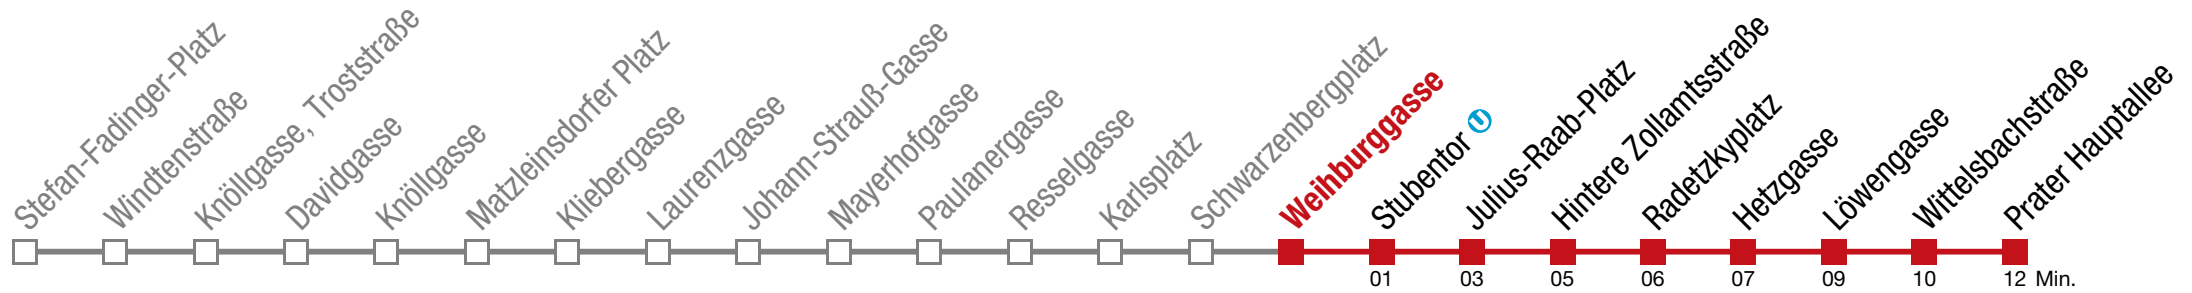 Stefan-Fadinger-Platz
Windtenstraße
Knöllgasse, Troststraße
Davidgasse
Knöllgasse
Matzleinsdorfer Platz
Kliebergasse
Laurenzgasse
Johann-Strauß-Gasse
Mayerhofgasse
Paulanergasse
Resselgasse
Karlsplatz
Schwarzenbergplatz
Weihburggasse
Stubentor U
Julius-Raab-Platz
Hintere Zollamtsstraße
Radetzkyplatz
Hetzgasse
Löwengasse
Wittelsbachstraße
Prater Hauptallee
01 03 05 06 07 09 10 12 Min.